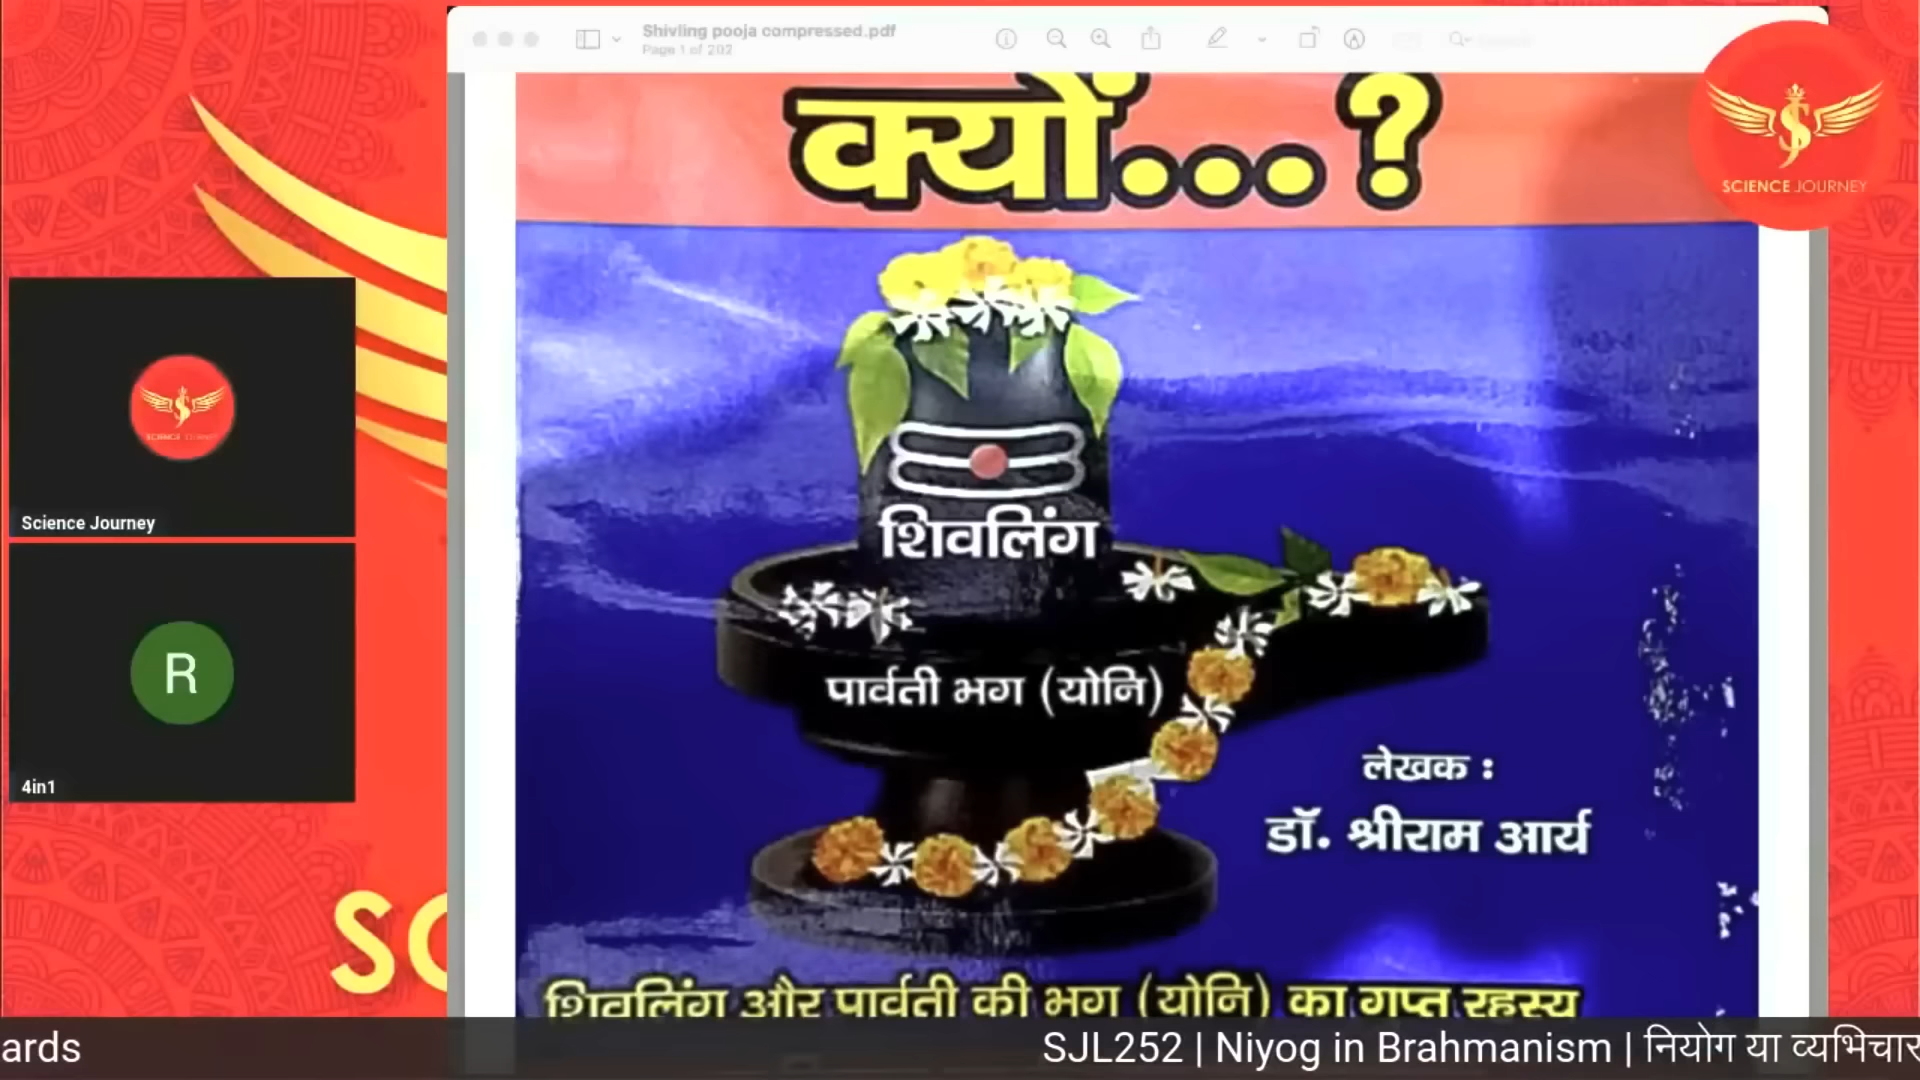 Shivling pooja compressed.pdf
Page 1 of 202
क्यों...?
SCIENCE JOURNEY
शिवलिंग
पार्वती भग (योनि)
लेखक :
डॉ. श्रीराम आर्य
शिवलिंग और पार्वती की भग (योनि) का गुप्त रहस्य
Science Journey
R
4in1
SC
ards
SJL252 | Niyog in Brahmanism | नियोग या व्यभिचार